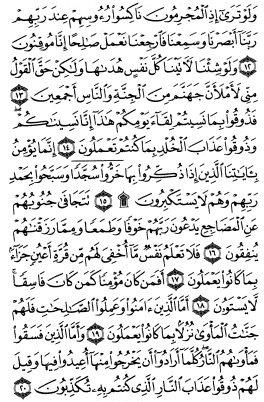 وَلَوْ تَرَىٰٓ إِذِ ٱلْمُجْرِمُونَ نَاكِسُوا۟ رُءُوسِهِمْ عِندَ رَبِّهِمْ
رَبَّنَآ أَبْصَرْنَا وَسَمِعْنَا فَٱرْجِعْنَا نَعْمَلْ صَٰلِحًا إِنَّا مُوقِنُونَ
١٢ وَلَوْ شِئْنَا لَءَاتَيْنَا كُلَّ نَفْسٍ هُدَىٰهَا وَلَٰكِنْ حَقَّ ٱلْقَوْلُ
مِنِّى لَأَمْلَأَنَّ جَهَنَّمَ مِنَ ٱلْجِنَّةِ وَٱلنَّاسِ أَجْمَعِينَ ١٣
فَذُوقُوا۟ بِمَا نَسِيتُمْ لِقَآءَ يَوْمِكُمْ هَٰذَآ إِنَّا نَسِينَٰكُمْ
وَذُوقُوا۟ عَذَابَ ٱلْخُلْدِ بِمَا كُنتُمْ تَعْمَلُونَ ١٤ إِنَّمَا يُؤْمِنُ
بِـَٔايَٰتِنَا ٱلَّذِينَ إِذَا ذُكِّرُوا۟ بِهَا خَرُّوا۟ سُجَّدًا وَسَبَّحُوا۟ بِحَمْدِ
رَبِّهِمْ وَهُمْ لَا يَسْتَكْبِرُونَ ۩ ١٥ تَتَجَافَىٰ جُنُوبُهُمْ
عَنِ ٱلْمَضَاجِعِ يَدْعُونَ رَبَّهُمْ خَوْفًا وَطَمَعًا وَمِمَّا رَزَقْنَٰهُمْ
يُنفِقُونَ ١٦ فَلَا تَعْلَمُ نَفْسٌ مَّآ أُخْفِىَ لَهُم مِّن قُرَّةِ أَعْيُنٍ جَزَآءًۢ
بِمَا كَانُوا۟ يَعْمَلُونَ ١٧ أَفَمَن كَانَ مُؤْمِنًا كَمَن كَانَ فَاسِقًا
لَّا يَسْتَوُۥنَ ١٨ أَمَّا ٱلَّذِينَ ءَامَنُوا۟ وَعَمِلُوا۟ ٱلصَّٰلِحَٰتِ فَلَهُمْ
جَنَّٰتُ ٱلْمَأْوَىٰ نُزُلًۢا بِمَا كَانُوا۟ يَعْمَلُونَ ١٩ وَأَمَّا ٱلَّذِينَ فَسَقُوا۟
فَمَأْوَىٰهُمُ ٱلنَّارُ كُلَّمَآ أَرَادُوٓا۟ أَن يَخْرُجُوا۟ مِنْهَآ أُعِيدُوا۟ فِيهَا وَقِيلَ
لَهُمْ ذُوقُوا۟ عَذَابَ ٱلنَّارِ ٱلَّذِى كُنتُم بِهِۦ تُكَذِّبُونَ ٢٠